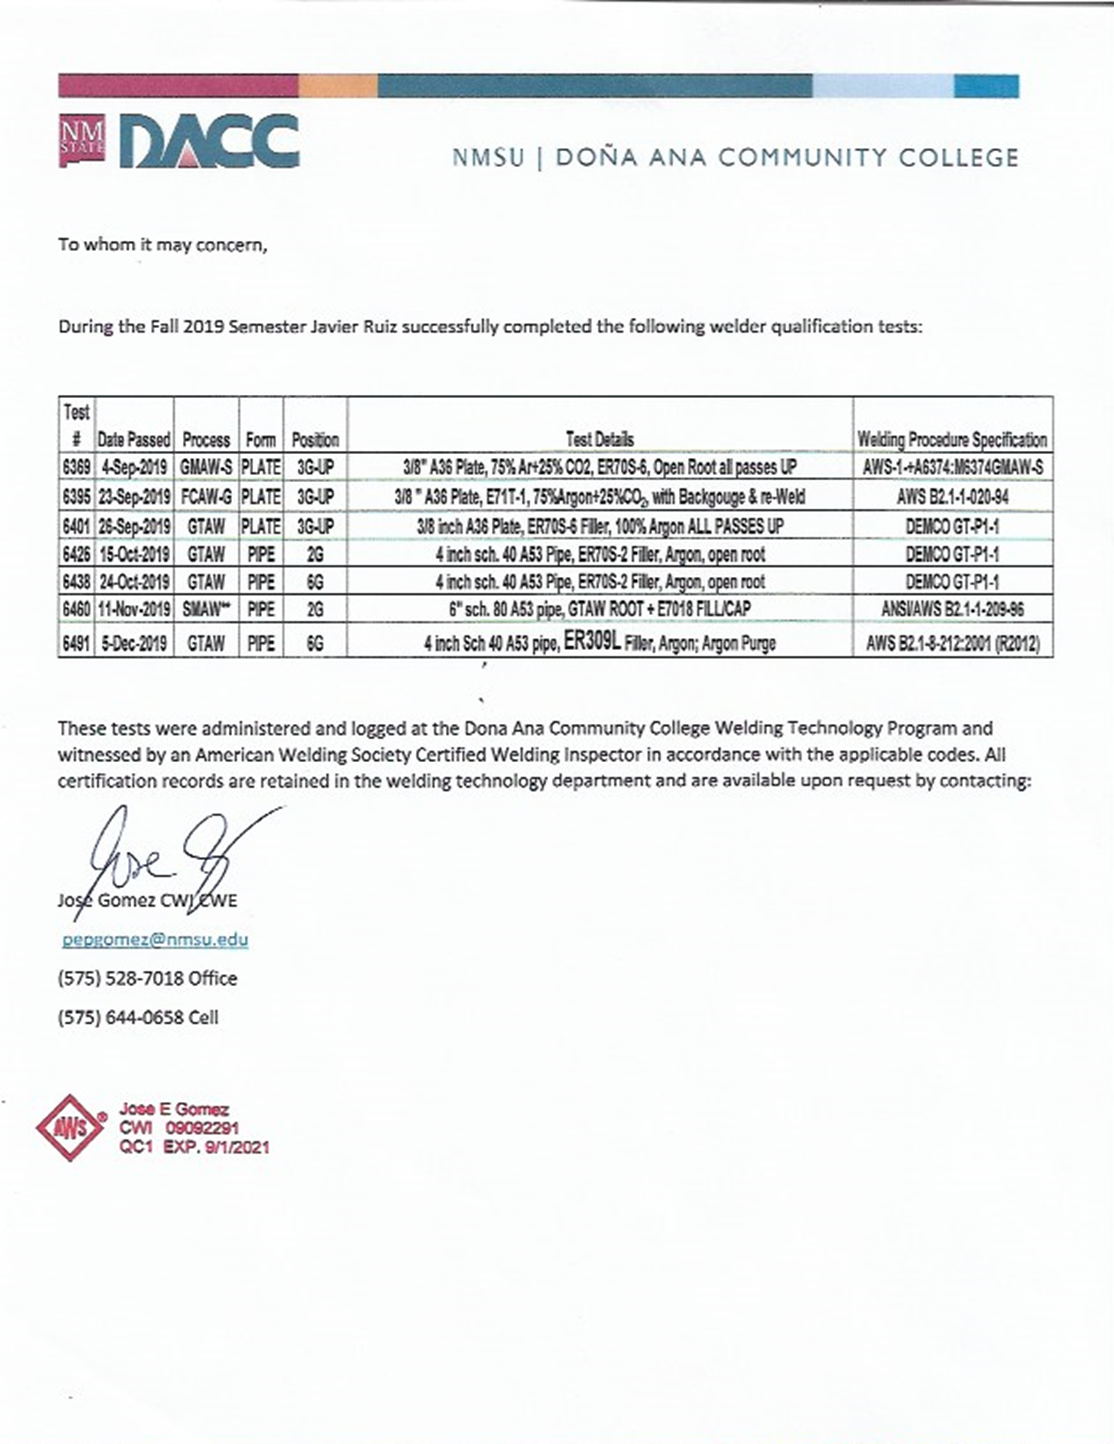 NM
STATE
DACC
NMSU | DOÑA ANA COMMUNITY COLLEGE
To whom it may concern,
During the Fall 2019 Semester Javier Ruiz successfully completed the following welder qualification tests:
Test # Date Passed Process Form Position Test Details Welding Procedure Specification
6369 4-Sep-2019 GMAW-S PLATE 3G-UP 3/8" A36 Plate, 75% Ar+25% CO2, ER70S-6, Open Root all passes UP AWS-1-+A6374:M6374GMAW-S
6395 23-Sep-2019 FCAW-G PLATE 3G-UP 3/8 " A36 Plate, E71T-1, 75%Argon+25%CO₂, with Backgouge & re-Weld AWS B2.1-1-020-94
6401 26-Sep-2019 GTAW PLATE 3G-UP 3/8 inch A36 Plate, ER70S-6 Filler, 100% Argon ALL PASSES UP DEMCO GT-P1-1
6426 15-Oct-2019 GTAW PIPE 2G 4 inch sch. 40 A53 Pipe, ER70S-2 Filler, Argon, open root DEMCO GT-P1-1
6438 24-Oct-2019 GTAW PIPE 6G 4 inch sch. 40 A53 Pipe, ER70S-2 Filler, Argon, open root DEMCO GT-P1-1
6460 11-Nov-2019 SMAW** PIPE 2G 6" sch. 80 A53 pipe, GTAW ROOT + E7018 FILL/CAP ANSI/AWS B2.1-1-209-96
6491 5-Dec-2019 GTAW PIPE 6G 4 inch Sch 40 A53 pipe, ER309L Filler, Argon; Argon Purge AWS B2.1-8-212:2001 (R2012)
These tests were administered and logged at the Dona Ana Community College Welding Technology Program and
witnessed by an American Welding Society Certified Welding Inspector in accordance with the applicable codes. All
certification records are retained in the welding technology department and are available upon request by contacting:
Jose
José Gomez CWI CWE
pepgomez@nmsu.edu
(575) 528-7018 Office
(575) 644-0658 Cell
AWS®
Jose E Gomez
CWI 09092291
QC1 EXP. 9/1/2021